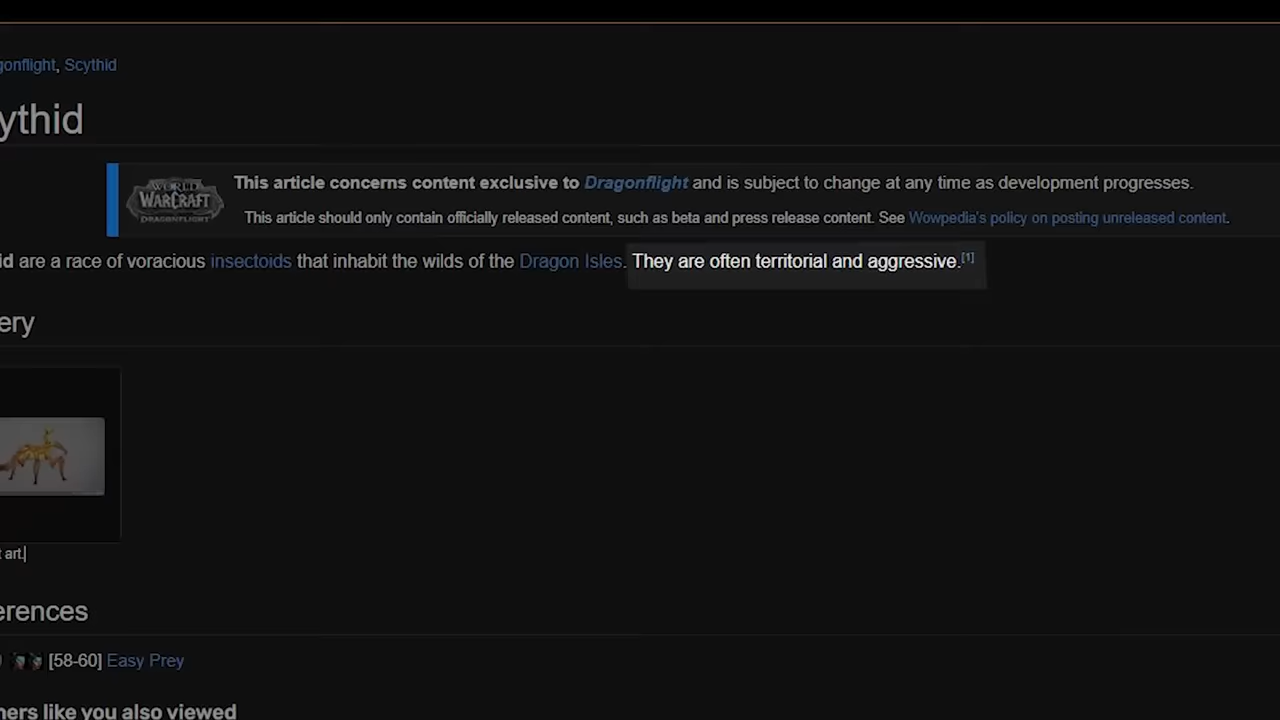 gonflight, Scythid
ythid
WORLD
WARCRAFT
DRAGONFLIGHT
This article concerns content exclusive to Dragonflight and is subject to change at any time as development progresses.
This article should only contain officially released content, such as beta and press release content. See Wowpedia's policy on posting unreleased content.
id are a race of voracious insectoids that inhabit the wilds of the Dragon Isles. They are often territorial and aggressive.[1]
ery
t art.
erences
[58-60] Easy Prey
ners like you also viewed